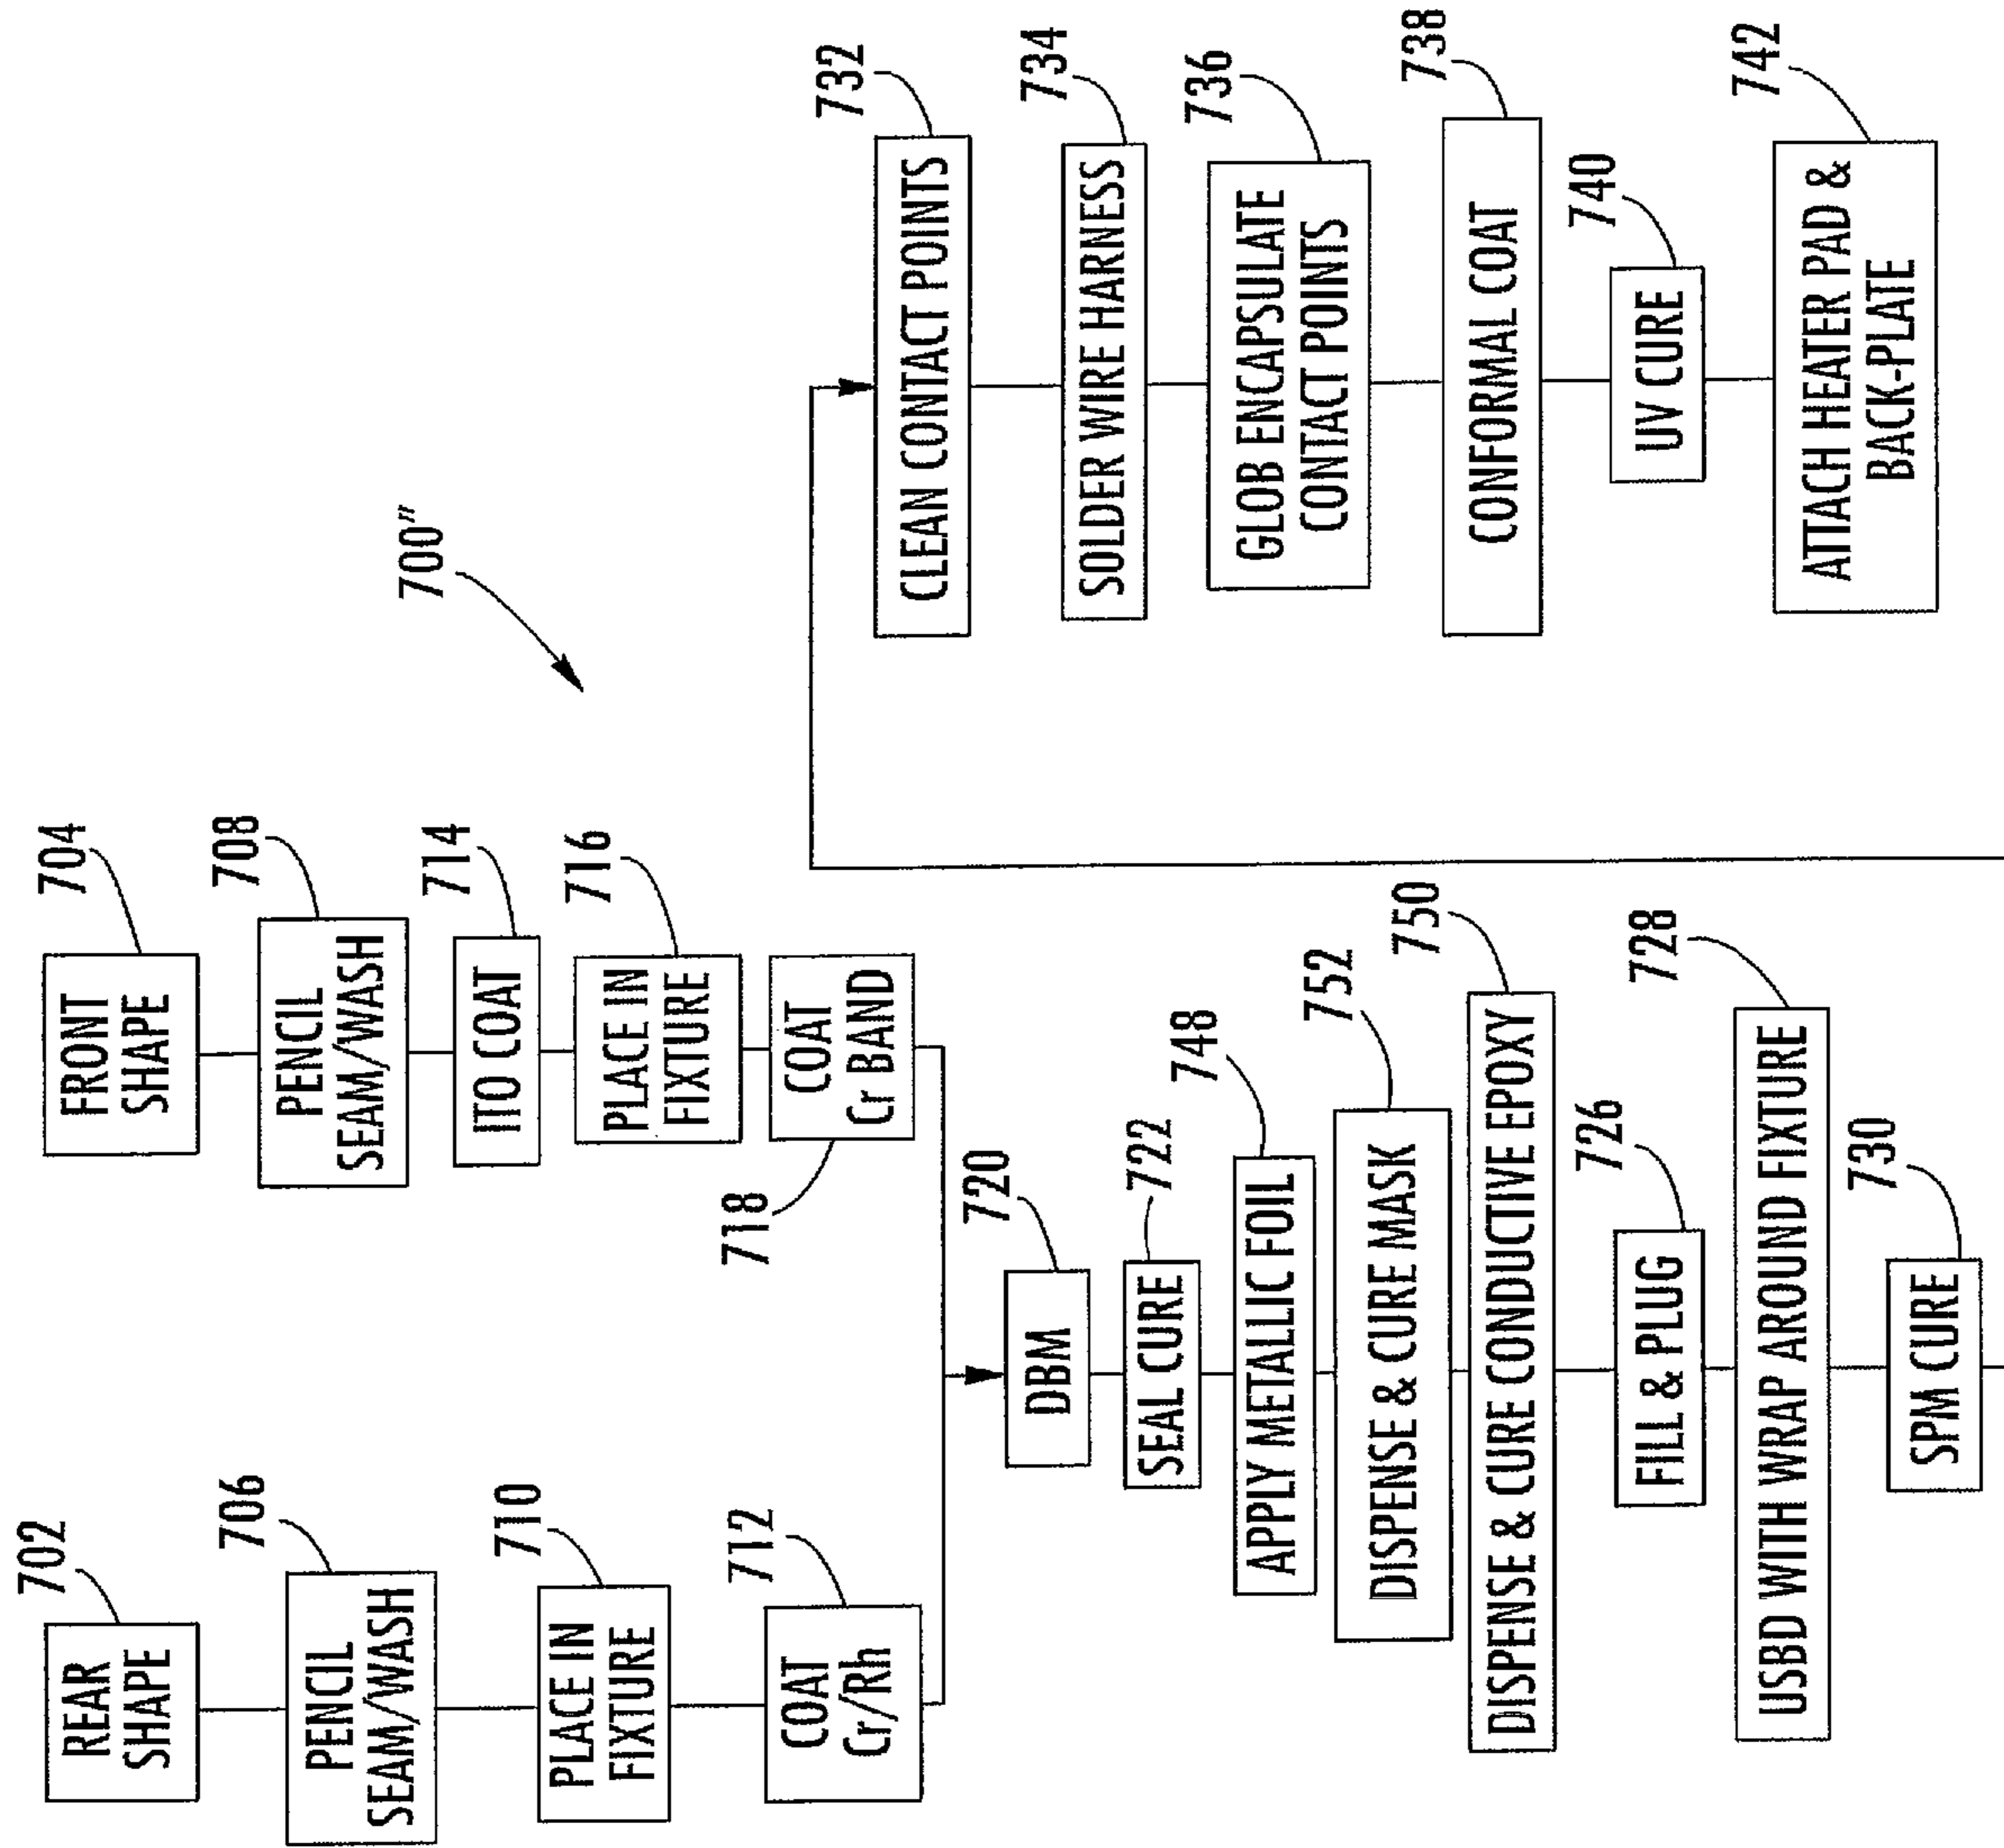 700"
702
REAR
SHAPE
706
PENCIL
SEAM/WASH
710
PLACE IN
FIXTURE
712
COAT
Cr/Rh
704
FRONT
SHAPE
708
PENCIL
SEAM/WASH
714
ITO COAT
716
PLACE IN
FIXTURE
COAT
Cr BAND
718
720
DBM
722
SEAL CURE
748
APPLY METALLIC FOIL
752
DISPENSE & CURE MASK
750
DISPENSE & CURE CONDUCTIVE EPOXY
726
FILL & PLUG
728
USBD WITH WRAP AROUND FIXTURE
730
SPM CURE
732
CLEAN CONTACT POINTS
734
SOLDER WIRE HARNESS
736
GLOB ENCAPSULATE
CONTACT POINTS
738
CONFORMAL COAT
740
UV CURE
742
ATTACH HEATER PAD &
BACK-PLATE